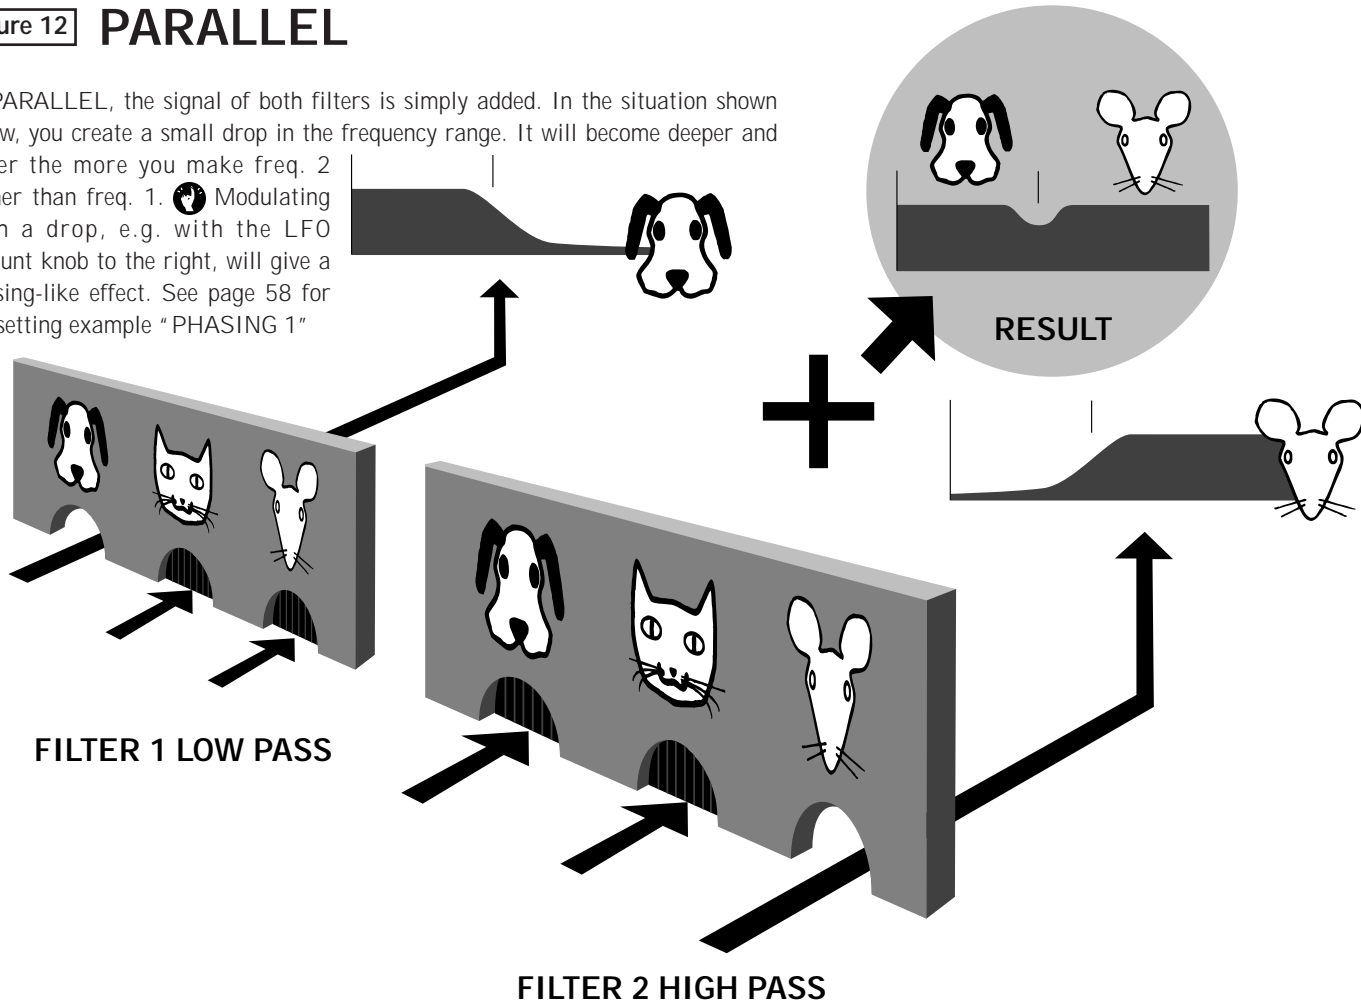 ure 12 PARALLEL
PARALLEL, the signal of both filters is simply added. In the situation shown
w, you create a small drop in the frequency range. It will become deeper and
er the more you make freq. 2
her than freq. 1. Modulating
h a drop, e.g. with the LFO
unt knob to the right, will give a
sing-like effect. See page 58 for
setting example "PHASING 1"
RESULT
FILTER 1 LOW PASS
FILTER 2 HIGH PASS